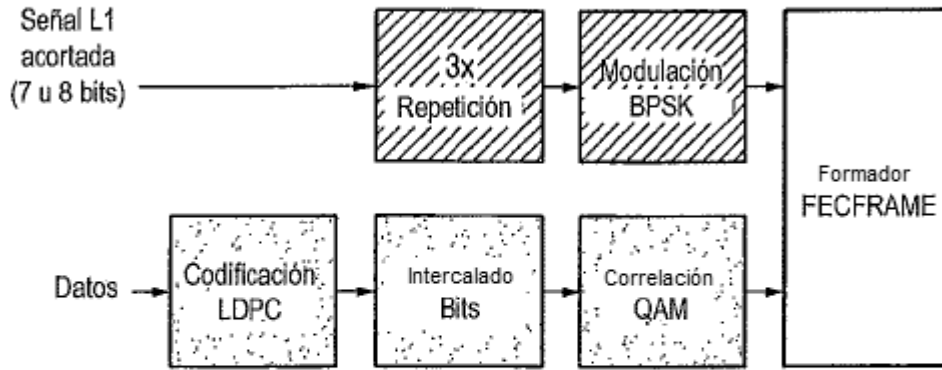 Señal L1
acortada
(7 u 8 bits)
3x
Repetición
Modulación
BPSK
Formador
FECFRAME
Datos
Codificación
LDPC
Intercalado
Bits
Correlación
QAM